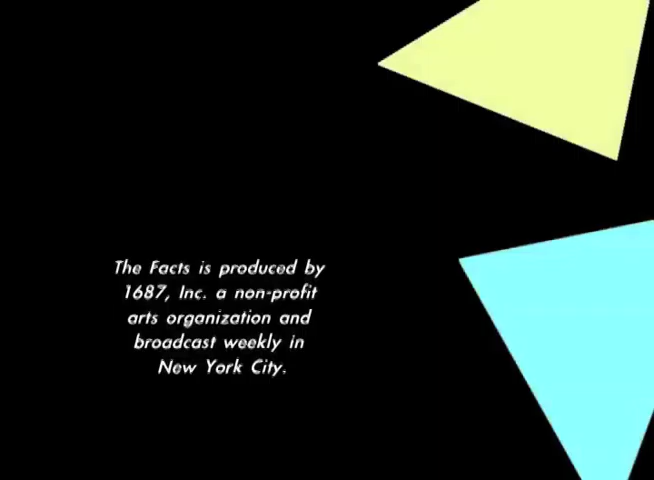 The Facts is produced by
1687, Inc. a non-profit
arts organization and
broadcast weekly in
New York City.